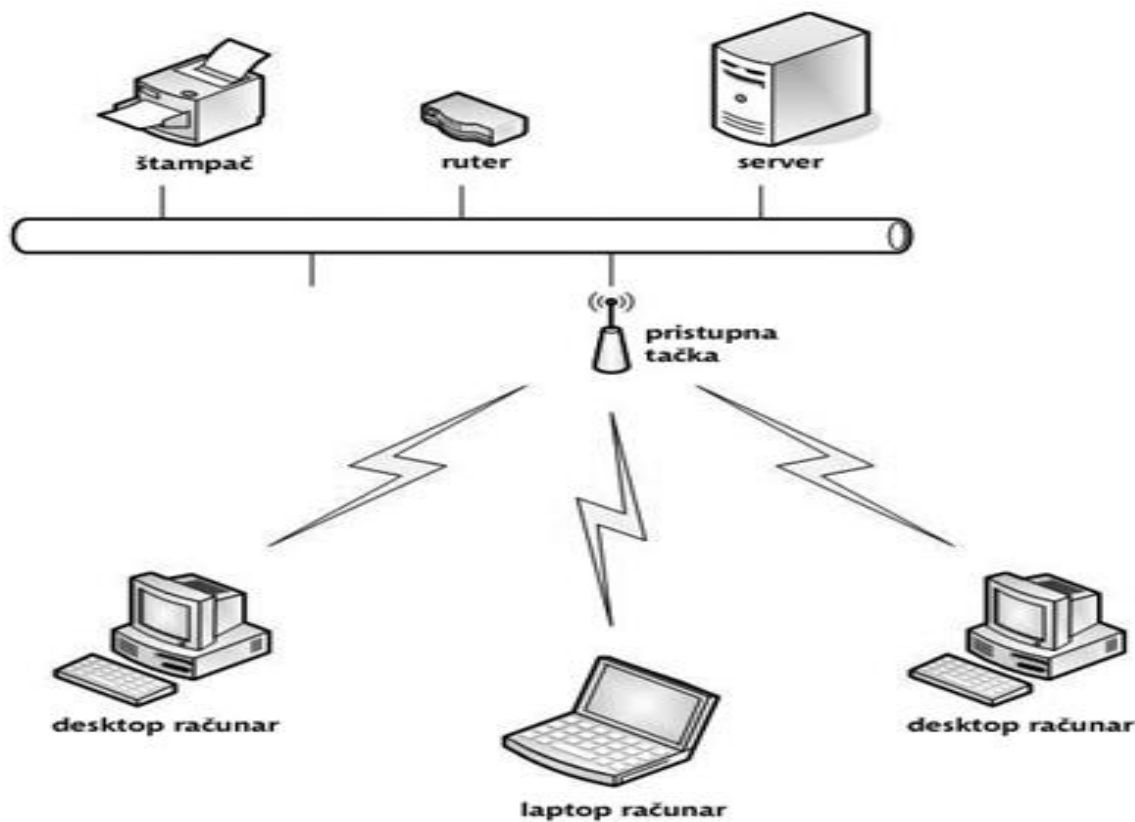 štampač
ruter
server
pristupna
tačka
desktop računar
desktop računar
laptop računar